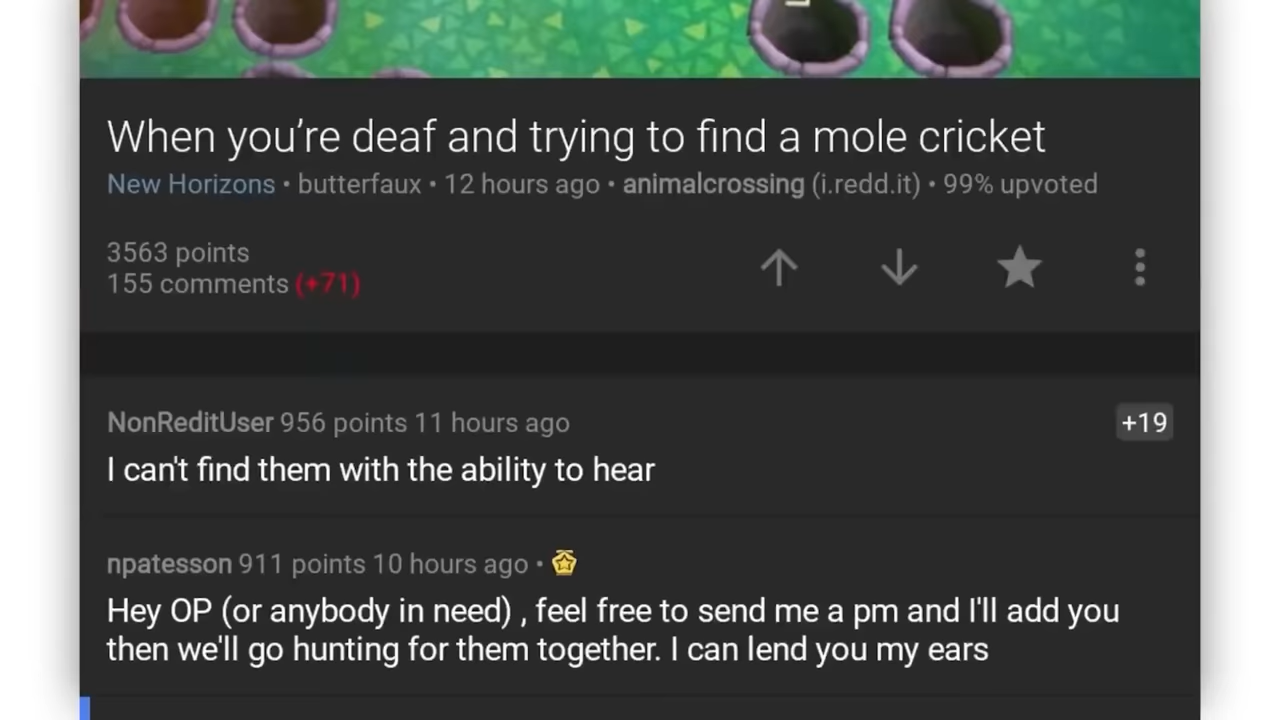 When you’re deaf and trying to find a mole cricket
New Horizons • butterfaux • 12 hours ago • animalcrossing (i.redd.it) • 99% upvoted
3563 points
155 comments (+71)
NonReditUser 956 points 11 hours ago
+19
I can't find them with the ability to hear
npatesson 911 points 10 hours ago •
Hey OP (or anybody in need) , feel free to send me a pm and I'll add you
then we'll go hunting for them together. I can lend you my ears